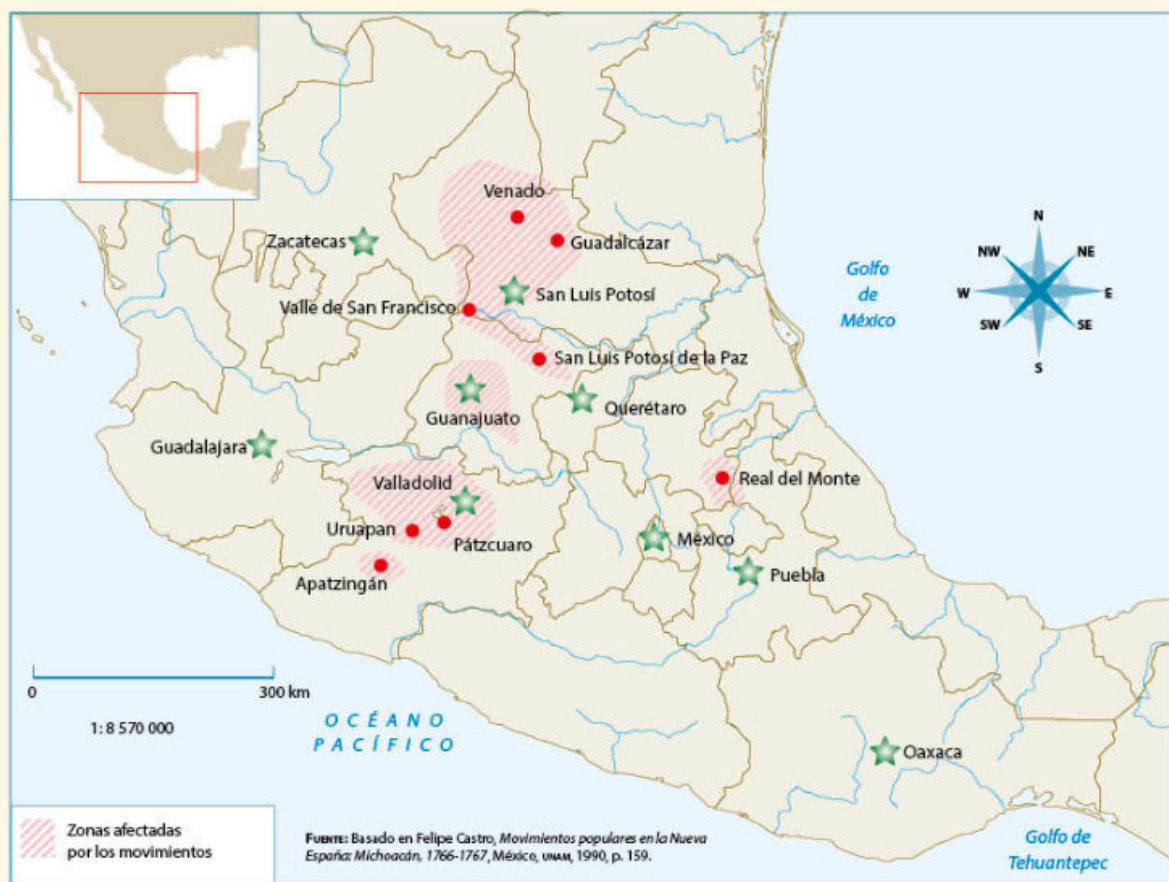 Venado
Guadalcázar
Zacatecas
San Luis Potosí
Valle de San Francisco
San Luis Potosí de la Paz
Guanajuato
Querétaro
Guadalajara
Valladolid
Real del Monte
Uruapan
Pátzcuaro
México
Apatzingán
Puebla
Oaxaca
Golfo
de
México
N
NW
NE
W
E
SW
SE
S
0
300 km
1: 8 570 000
OCÉANO
PACÍFICO
Zonas afectadas
por los movimientos
FUENTE: Basado en Felipe Castro, Movimientos populares en la Nueva
España: Michoacán, 1766-1767, México, UNAM, 1990, p. 159.
Golfo de
Tehuantepec